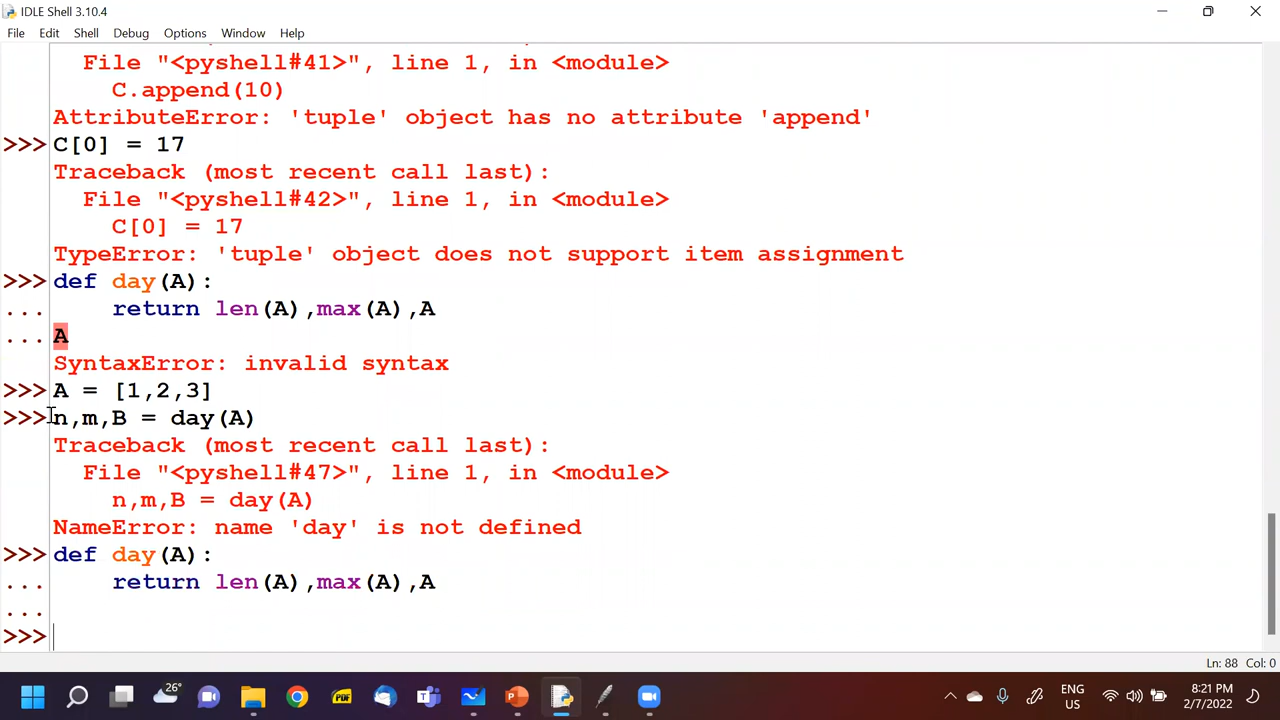 IDLE Shell 3.10.4
File Edit Shell Debug Options Window Help
File "<pyshell#41>", line 1, in <module>
C.append(10)
AttributeError: 'tuple' object has no attribute 'append'
>>> C[0] = 17
Traceback (most recent call last):
File "<pyshell#42>", line 1, in <module>
C[0] = 17
TypeError: 'tuple' object does not support item assignment
>>> def day(A):
... return len(A),max(A),A
... A
SyntaxError: invalid syntax
>>> A = [1,2,3]
>>> n,m,B = day(A)
Traceback (most recent call last):
File "<pyshell#47>", line 1, in <module>
n,m,B = day(A)
NameError: name 'day' is not defined
>>> def day(A):
... return len(A),max(A),A
...
>>>
Ln: 88 Col: 0
26°
PDF
ENG
US
8:21 PM
2/7/2022